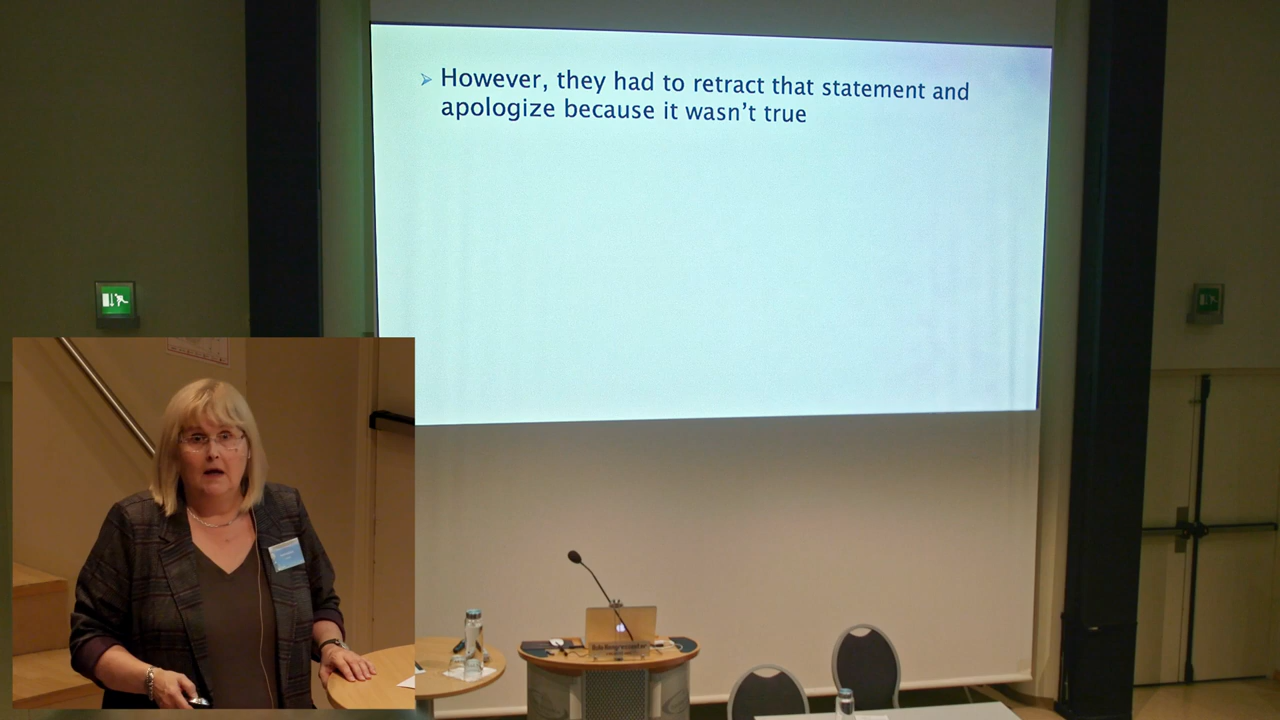 However, they had to retract that statement and
apologize because it wasn't true